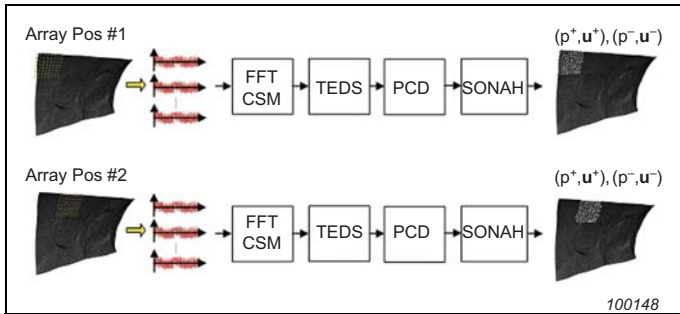 Array Pos #1
(p⁺,u⁺),(p⁻,u⁻)
FFT
CSM
TEDS
PCD
SONAH
Array Pos #2
(p⁺,u⁺),(p⁻,u⁻)
FFT
CSM
TEDS
PCD
SONAH
100148